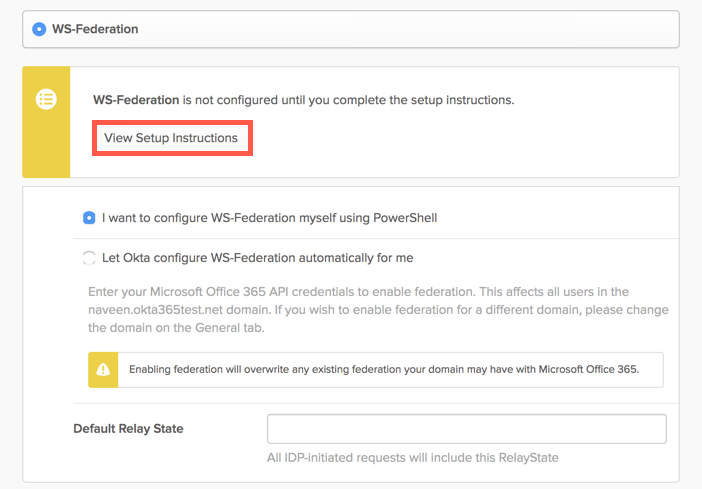 WS-Federation
WS-Federation is not configured until you complete the setup instructions.
View Setup Instructions
I want to configure WS-Federation myself using PowerShell
Let Okta configure WS-Federation automatically for me
Enter your Microsoft Office 365 API credentials to enable federation. This affects all users in the
naveen.okta365test.net domain. If you wish to enable federation for a different domain, please change
the domain on the General tab.
Enabling federation will overwrite any existing federation your domain may have with Microsoft Office 365.
Default Relay State
All IDP-initiated requests will include this RelayState